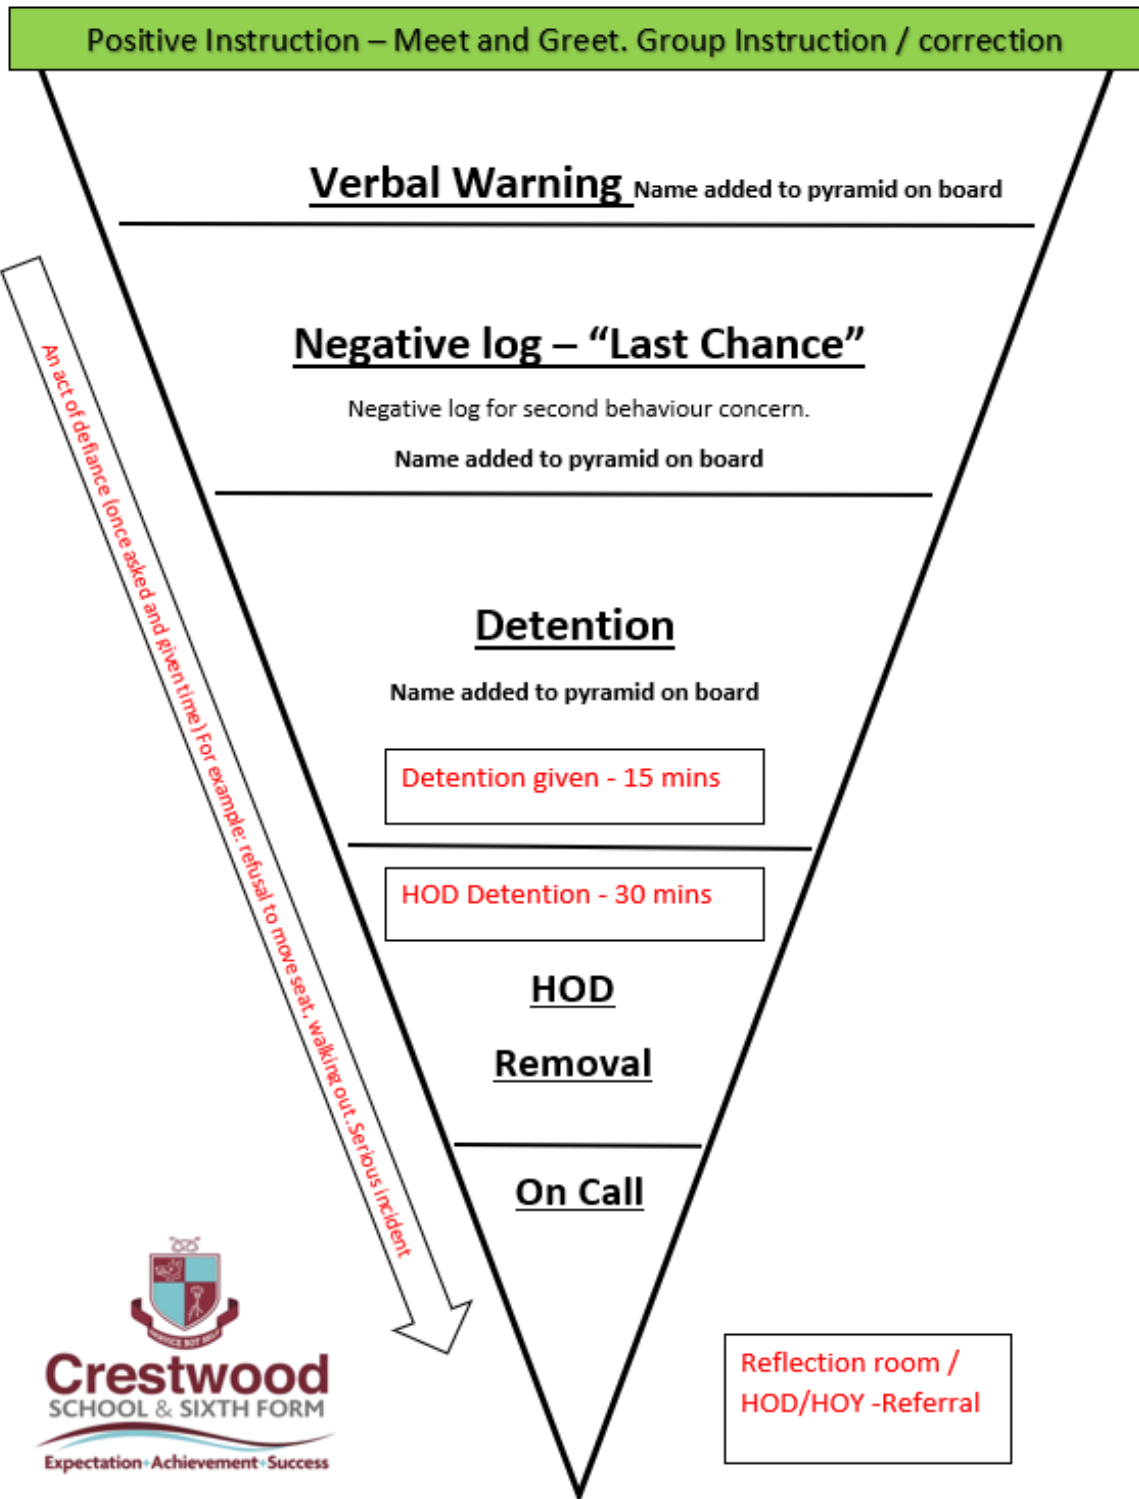 Positive Instruction – Meet and Greet. Group Instruction / correction
Verbal Warning Name added to pyramid on board
Negative log – “Last Chance”
Negative log for second behaviour concern.
Name added to pyramid on board
An act of defiance (once asked and given time) For example: refusal to move seat, walking out. Serious incident
Detention
Name added to pyramid on board
Detention given - 15 mins
HOD Detention - 30 mins
HOD
Removal
On Call
SERVICE NOT SELF
Crestwood
SCHOOL & SIXTH FORM
Expectation+Achievement+Success
Reflection room /
HOD/HOY -Referral